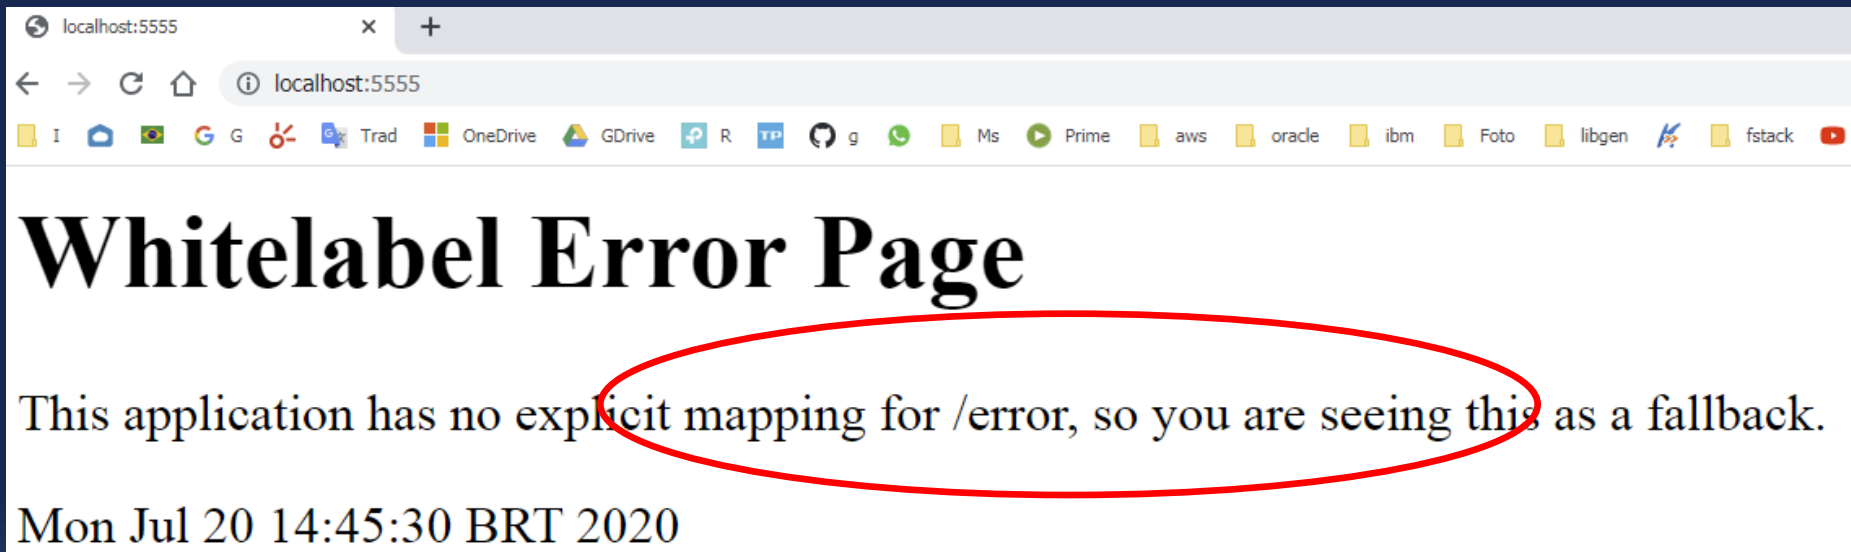 localhost:5555
localhost:5555
I G Trad OneDrive GDrive R TP g Ms Prime aws oracle ibm Foto libgen fstack
Whitelabel Error Page
This application has no explicit mapping for /error, so you are seeing this as a fallback.
Mon Jul 20 14:45:30 BRT 2020